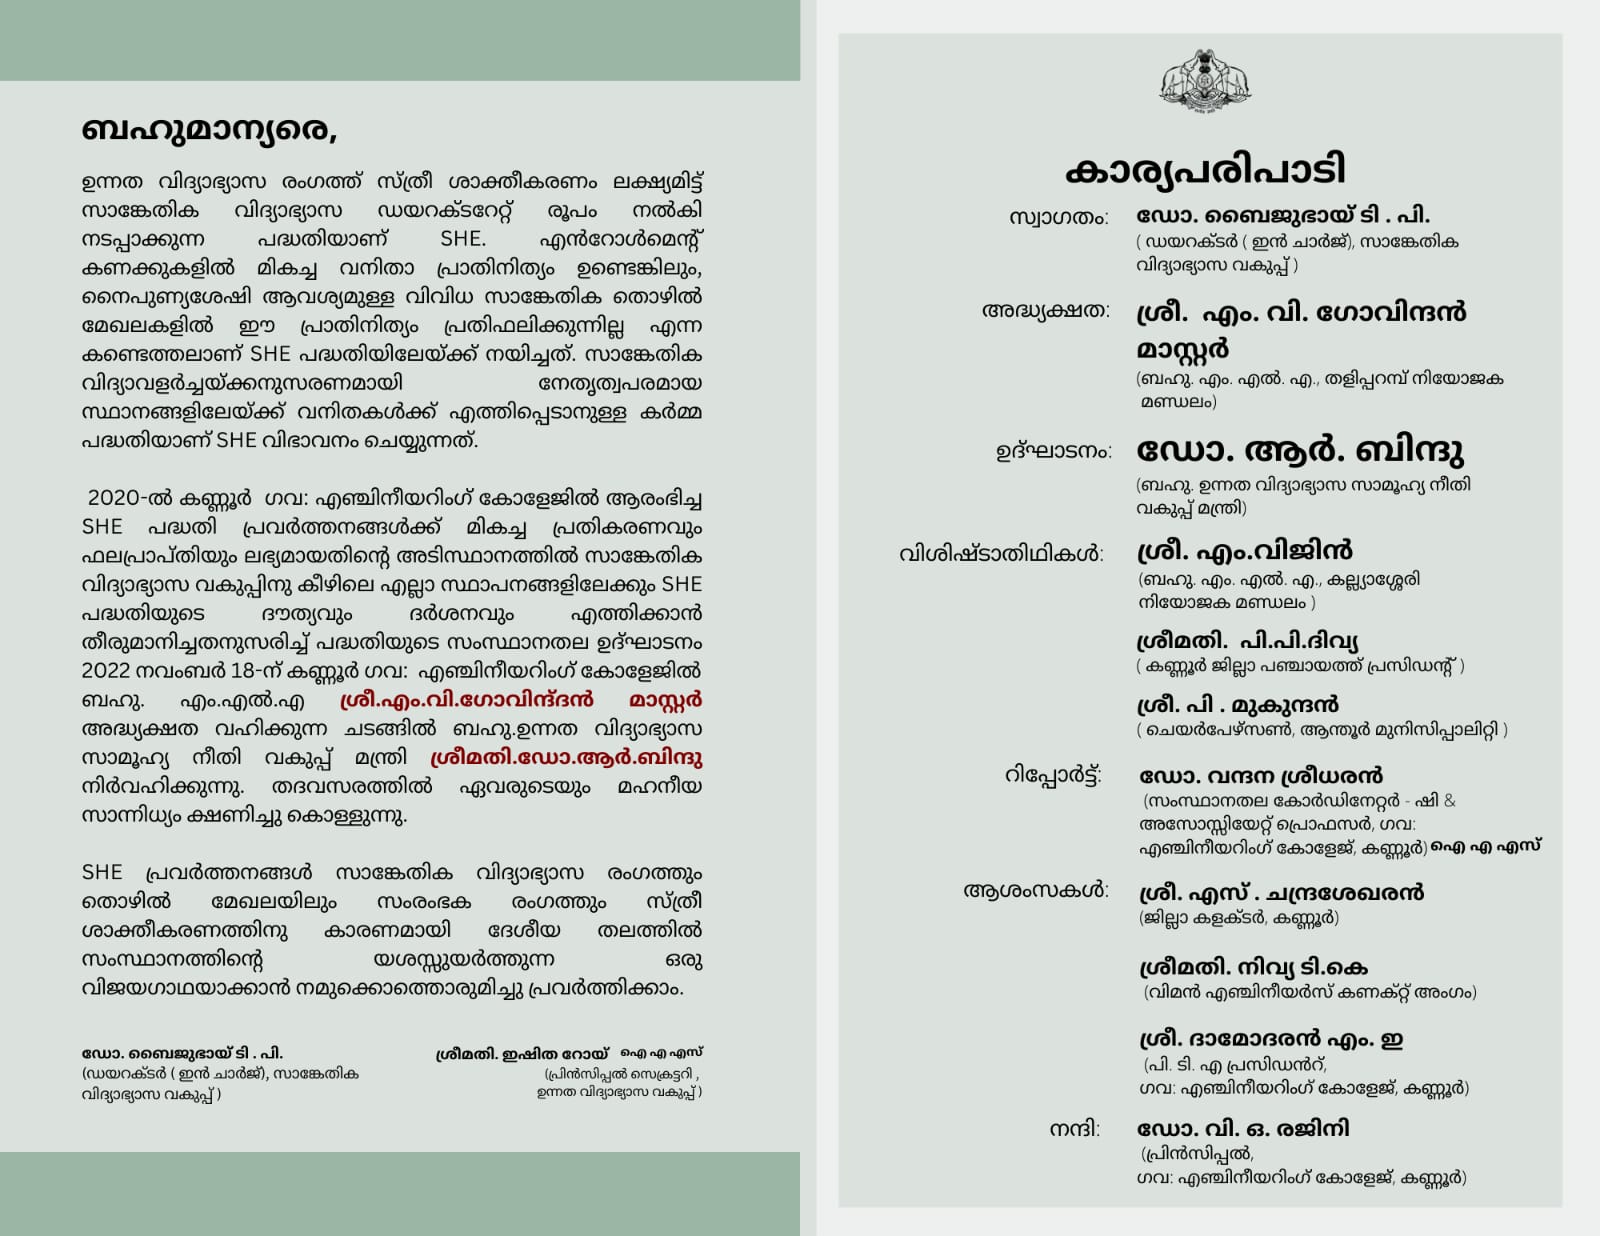 ബഹുമാന്യരെ,
ഉന്നത വിദ്യാഭ്യാസ രംഗത്ത് സ്ത്രീ ശാക്തീകരണം ലക്ഷ്യമിട്ട്
സാങ്കേതിക വിദ്യാഭ്യാസ ഡയറക്ടറേറ്റ് രൂപം നൽകി
നടപ്പാക്കുന്ന പദ്ധതിയാണ് SHE. എൻറോൾമെന്റ്
കണക്കുകളിൽ മികച്ച വനിതാ പ്രാതിനിത്യം ഉണ്ടെങ്കിലും,
നൈപുണ്യശേഷി ആവശ്യമുള്ള വിവിധ സാങ്കേതിക തൊഴിൽ
മേഖലകളിൽ ഈ പ്രാതിനിത്യം പ്രതിഫലിക്കുന്നില്ല എന്ന
കണ്ടെത്തലാണ് SHE പദ്ധതിയിലേയ്ക്ക് നയിച്ചത്. സാങ്കേതിക
വിദ്യാവളർച്ചയ്ക്കനുസരണമായി നേതൃത്വപരമായ
സ്ഥാനങ്ങളിലേയ്ക്ക് വനിതകൾക്ക് എത്തിപ്പെടാനുള്ള കർമ്മ
പദ്ധതിയാണ് SHE വിഭാവനം ചെയ്യുന്നത്.
2020-ൽ കണ്ണൂർ ഗവ: എഞ്ചിനീയറിംഗ് കോളേജിൽ ആരംഭിച്ച
SHE പദ്ധതി പ്രവർത്തനങ്ങൾക്ക് മികച്ച പ്രതികരണവും
ഫലപ്രാപ്തിയും ലഭ്യമായതിന്റെ അടിസ്ഥാനത്തിൽ സാങ്കേതിക
വിദ്യാഭ്യാസ വകുപ്പിനു കീഴിലെ എല്ലാ സ്ഥാപനങ്ങളിലേക്കും SHE
പദ്ധതിയുടെ ദൗത്യവും ദർശനവും എത്തിക്കാൻ
തീരുമാനിച്ചതനുസരിച്ച് പദ്ധതിയുടെ സംസ്ഥാനതല ഉദ്ഘാടനം
2022 നവംബർ 18-ന് കണ്ണൂർ ഗവ: എഞ്ചിനീയറിംഗ് കോളേജിൽ
ബഹു. എം.എൽ.എ ശ്രീ.എം.വി.ഗോവിന്ദ്ദൻ മാസ്റ്റർ
അദ്ധ്യക്ഷത വഹിക്കുന്ന ചടങ്ങിൽ ബഹു.ഉന്നത വിദ്യാഭ്യാസ
സാമൂഹ്യ നീതി വകുപ്പ് മന്ത്രി ശ്രീമതി.ഡോ.ആർ.ബിന്ദു
നിർവഹിക്കുന്നു. തദവസരത്തിൽ ഏവരുടെയും മഹനീയ
സാന്നിധ്യം ക്ഷണിച്ചു കൊള്ളുന്നു.
SHE പ്രവർത്തനങ്ങൾ സാങ്കേതിക വിദ്യാഭ്യാസ രംഗത്തും
തൊഴിൽ മേഖലയിലും സംരംഭക രംഗത്തും സ്ത്രീ
ശാക്തീകരണത്തിനു കാരണമായി ദേശീയ തലത്തിൽ
സംസ്ഥാനത്തിന്റെ യശസ്സുയർത്തുന്ന ഒരു
വിജയഗാഥയാക്കാൻ നമുക്കൊത്തൊരുമിച്ചു പ്രവർത്തിക്കാം.
ഡോ. ബൈജുഭായ് ടി . പി.
(ഡയറക്ടർ ( ഇൻ ചാർജ്), സാങ്കേതിക
വിദ്യാഭ്യാസ വകുപ്പ് )
ശ്രീമതി. ഇഷിത റോയ് ഐ എ എസ്
(പ്രിൻസിപ്പൽ സെക്രട്ടറി ,
ഉന്നത വിദ്യാഭ്യാസ വകുപ്പ് )
കാര്യപരിപാടി
സ്വാഗതം: ഡോ. ബൈജുഭായ് ടി . പി.
( ഡയറക്ടർ ( ഇൻ ചാർജ്), സാങ്കേതിക
വിദ്യാഭ്യാസ വകുപ്പ് )
അദ്ധ്യക്ഷത: ശ്രീ. എം. വി. ഗോവിന്ദൻ
മാസ്റ്റർ
(ബഹു. എം. എൽ. എ., തളിപ്പറമ്പ് നിയോജക
മണ്ഡലം)
ഉദ്ഘാടനം: ഡോ. ആർ. ബിന്ദു
(ബഹു. ഉന്നത വിദ്യാഭ്യാസ സാമൂഹ്യ നീതി
വകുപ്പ് മന്ത്രി)
വിശിഷ്ടാതിഥികൾ: ശ്രീ. എം.വിജിൻ
(ബഹു. എം. എൽ. എ., കല്ല്യാശ്ശേരി
നിയോജക മണ്ഡലം )
ശ്രീമതി. പി.പി.ദിവ്യ
( കണ്ണൂർ ജില്ലാ പഞ്ചായത്ത് പ്രസിഡന്റ് )
ശ്രീ. പി . മുകുന്ദൻ
( ചെയർപേഴ്സൺ, ആന്തൂർ മുനിസിപ്പാലിറ്റി )
റിപ്പോർട്ട്: ഡോ. വന്ദന ശ്രീധരൻ
(സംസ്ഥാനതല കോർഡിനേറ്റർ - ഷി &
അസോസ്സിയേറ്റ് പ്രൊഫസർ, ഗവ:
എഞ്ചിനീയറിംഗ് കോളേജ്, കണ്ണൂർ) ഐ എ എസ്
ആശംസകൾ: ശ്രീ. എസ് . ചന്ദ്രശേഖരൻ
(ജില്ലാ കളക്ടർ, കണ്ണൂർ)
ശ്രീമതി. നിവ്യ ടി.കെ
(വിമൻ എഞ്ചിനീയർസ് കണക്റ്റ് അംഗം)
ശ്രീ. ദാമോദരൻ എം. ഇ
(പി. ടി. എ പ്രസിഡൻറ്,
ഗവ: എഞ്ചിനീയറിംഗ് കോളേജ്, കണ്ണൂർ)
നന്ദി: ഡോ. വി. ഒ. രജിനി
(പ്രിൻസിപ്പൽ,
ഗവ: എഞ്ചിനീയറിംഗ് കോളേജ്, കണ്ണൂർ)